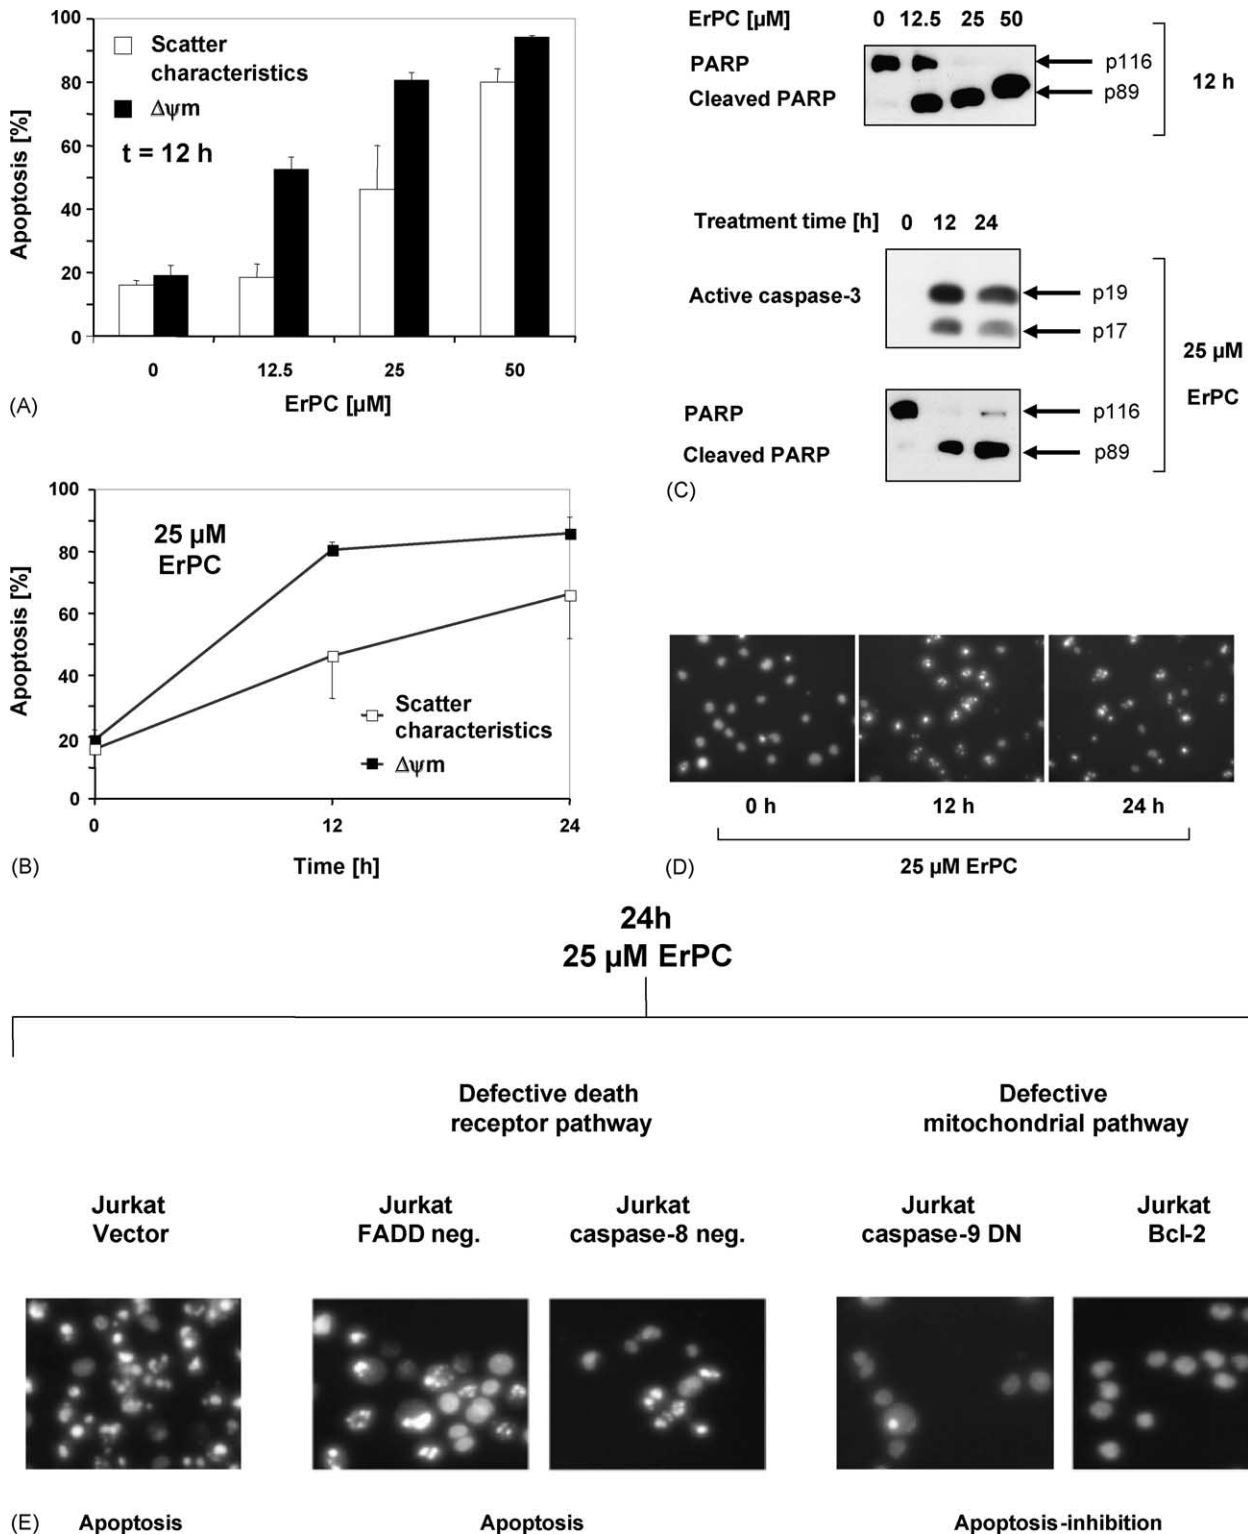 100
80
60
40
20
0
Apoptosis [%]
Scatter
characteristics
Δψm
t = 12 h
0 12.5 25 50
ErPC [µM]
(A)
100
80
60
40
20
0
Apoptosis [%]
25 µM
ErPC
Scatter
characteristics
Δψm
0 12 24
Time [h]
(B)
ErPC [µM] 0 12.5 25 50
PARP p116
Cleaved PARP p89
12 h
Treatment time [h] 0 12 24
Active caspase-3 p19
p17
25 µM
ErPC
PARP p116
Cleaved PARP p89
(C)
0 h 12 h 24 h
25 µM ErPC
(D)
24h
25 µM ErPC
Defective death
receptor pathway
Defective
mitochondrial pathway
Jurkat
Vector
Jurkat
FADD neg.
Jurkat
caspase-8 neg.
Jurkat
caspase-9 DN
Jurkat
Bcl-2
(E) Apoptosis Apoptosis Apoptosis-inhibition